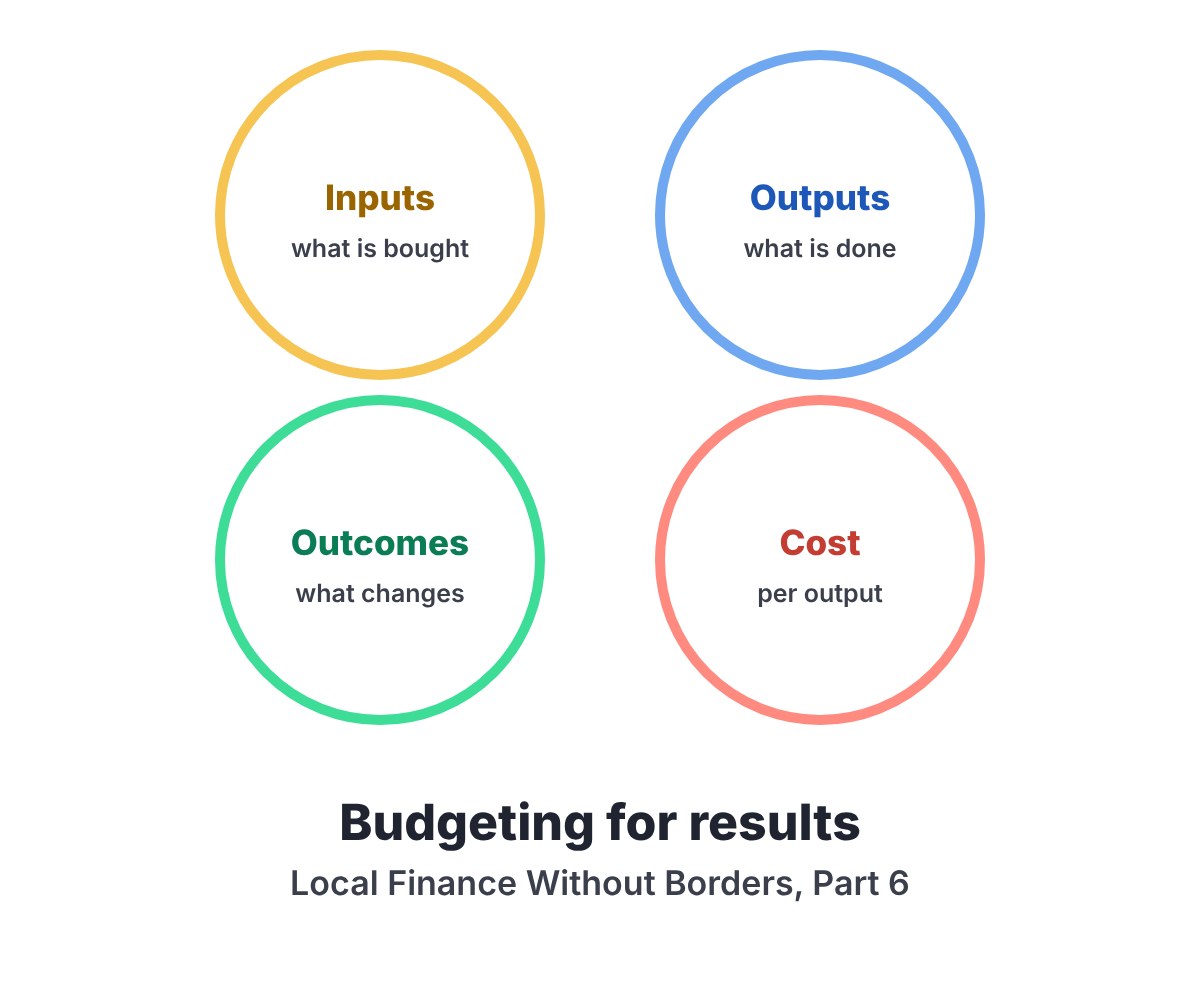 Inputs
what is bought
Outputs
what is done
Outcomes
what changes
Cost
per output
Budgeting for results
Local Finance Without Borders, Part 6